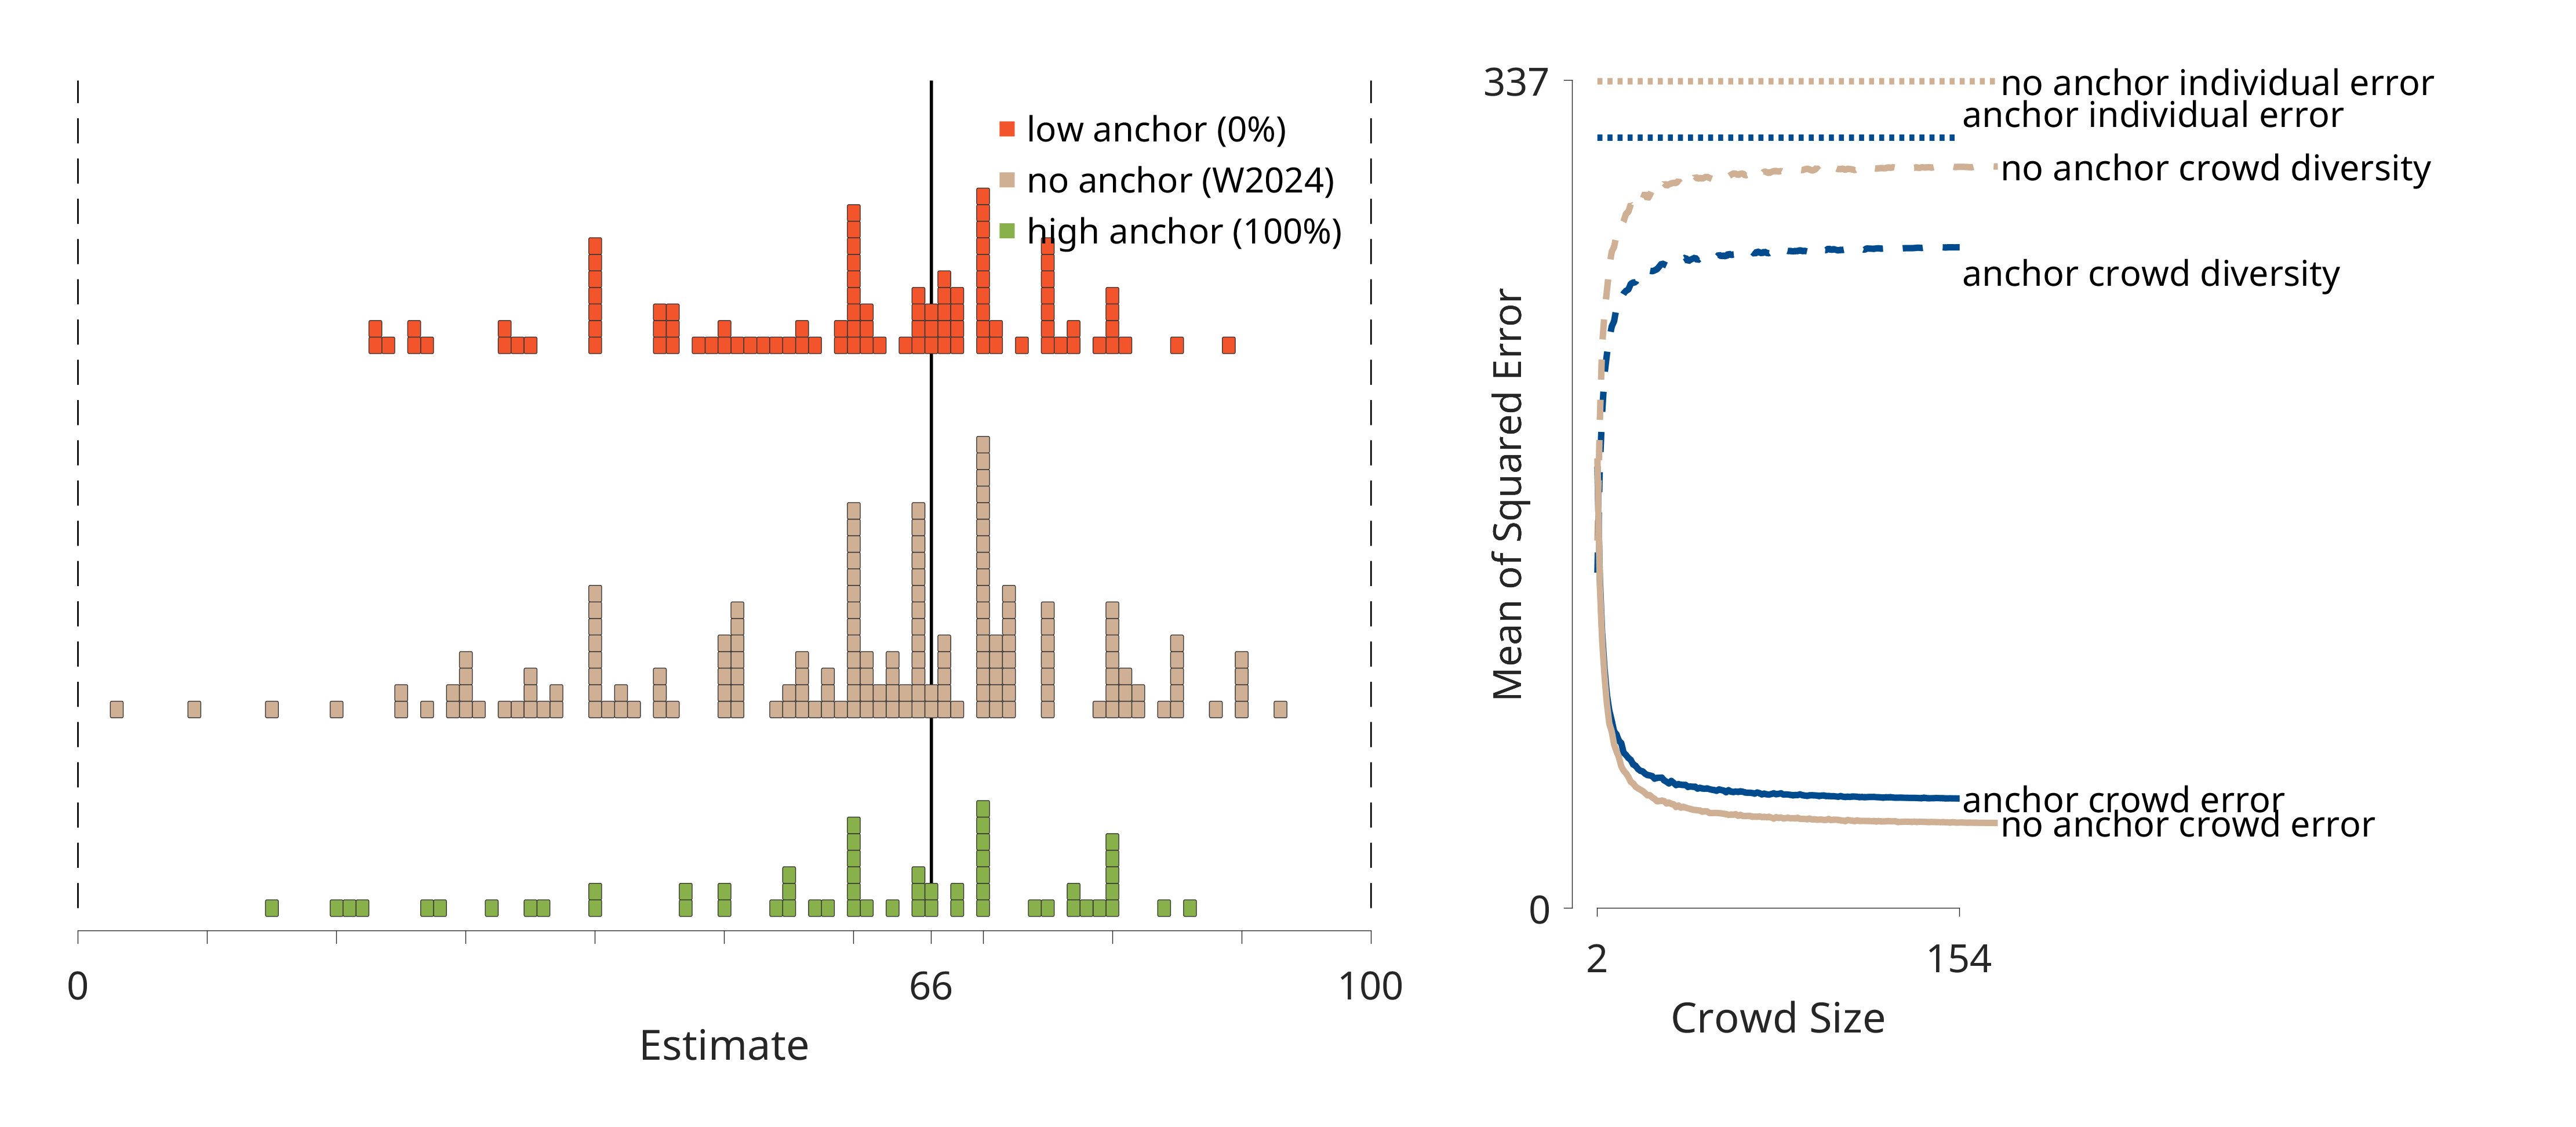 low anchor (0%)
no anchor (W2024)
high anchor (100%)
0
66
100
Estimate
337
0
Mean of Squared Error
no anchor individual error
anchor individual error
no anchor crowd diversity
anchor crowd diversity
anchor crowd error
no anchor crowd error
2
154
Crowd Size